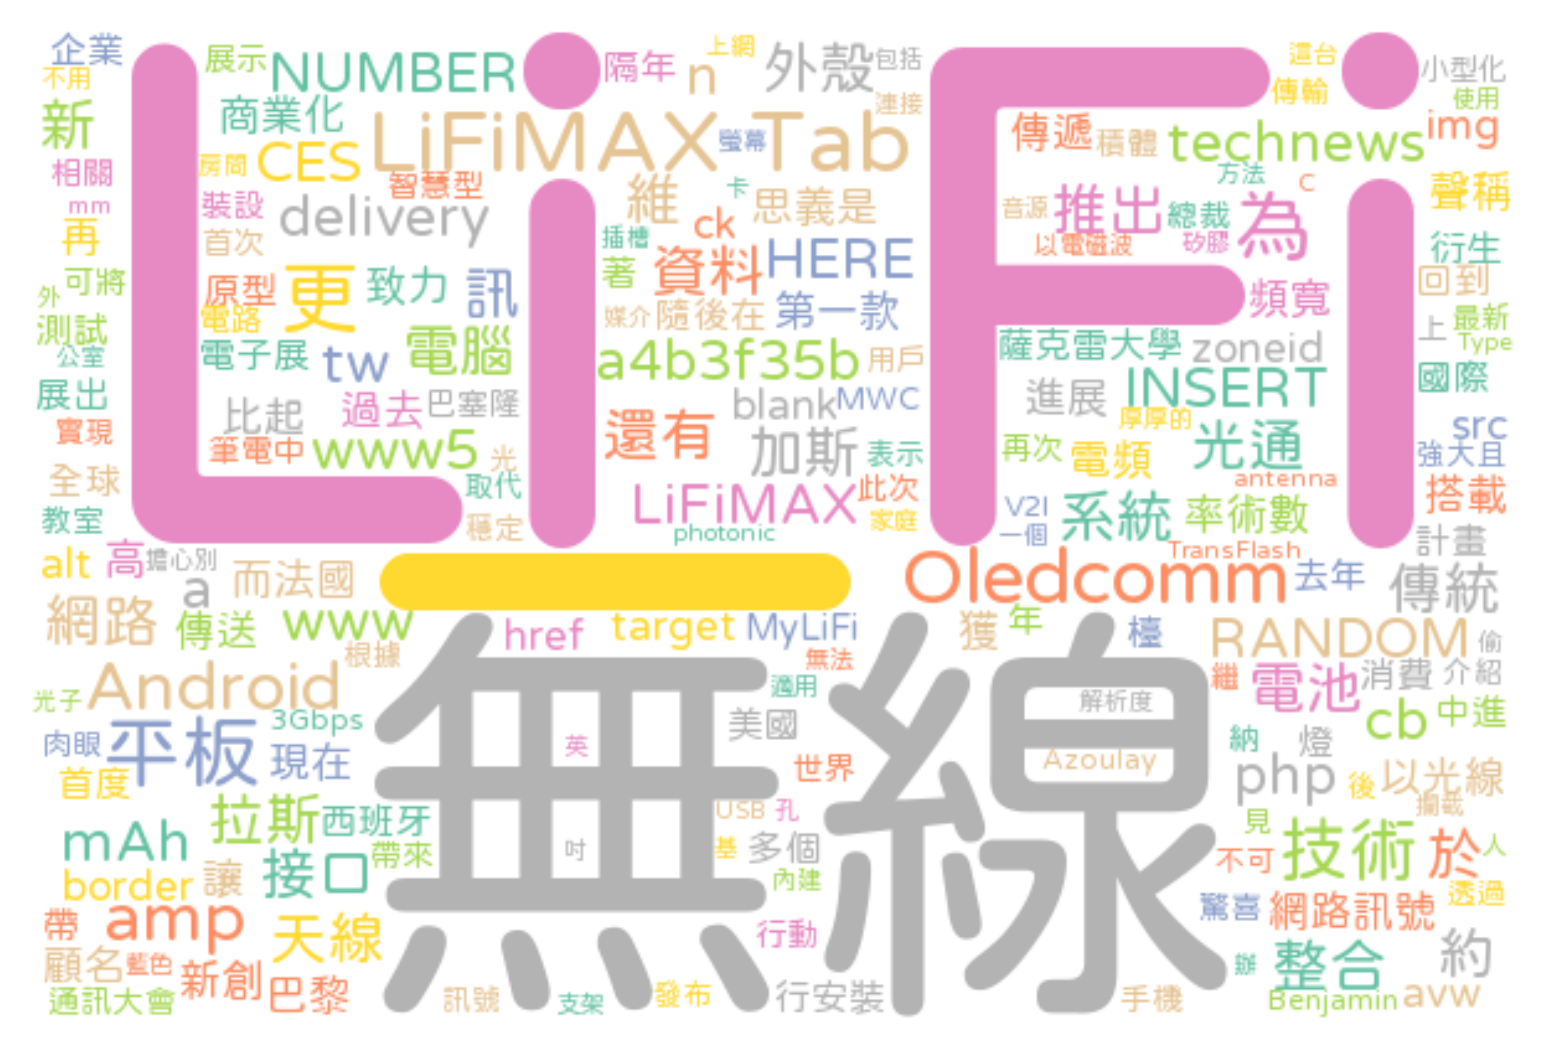 企業 展示 NUMBER 隔年 上網 外殼 包括 這台 小型化
不用 n 傳輸 使用
新 商業化 LiFiMAX Tab 連接 傳遞 積體 technews img
房間 CES 螢幕
相關 智慧型 維 卡 思義是 方法 C 聲稱
mm 裝設 delivery ck 音源 推出 總裁 為
再 首次 插槽 HERE 以電磁波 矽膠 衍生
可將 原型 更 致力 訊 著 資料 頻寬 回到
外 電路 媒介 隨後在 第一款 上 最新
測試 Type
公室 電子展 tw 電腦 a4b3f35b 用戶 薩克雷大學 zoneid 國際
展出 比起 過去 巴塞隆 blank MWC 進展 INSERT
實現 筆電中 www5 光 還有 加斯 表示 厚厚的 src
再次 電頻 光通 強大且
全球 取代 LiFiMAX 此次 antenna 搭載
教室 穩定 photonic 家庭 V2I 一個 系統 率術數
LiFi
alt 高 擔心別 Oledcomm TransFlash 去年 計畫
a 而法國 傳統
網路 傳送 www href target MyLiFi 獲 年 檯 RANDOM 偷
根據 無法
光子 Android 適用 繼 電池 消費 介紹
3Gbps 解析度 cb 中進
肉眼 平板 現在 英 美國 納 燈
首度 世界 Azoulay php 後 以光線
攔截
無線
mAh 拉斯 西班牙 USB 孔 見 技術 於 人
接口 帶來 吋 基 多個 不可
border 讓 內建 透過
帶 amp 天線 行動 驚喜 網路訊號
顧名 藍色 新創 巴黎 辦 整合 約
通訊大會 訊號 支架 發布 行安裝 手機 Benjamin avw